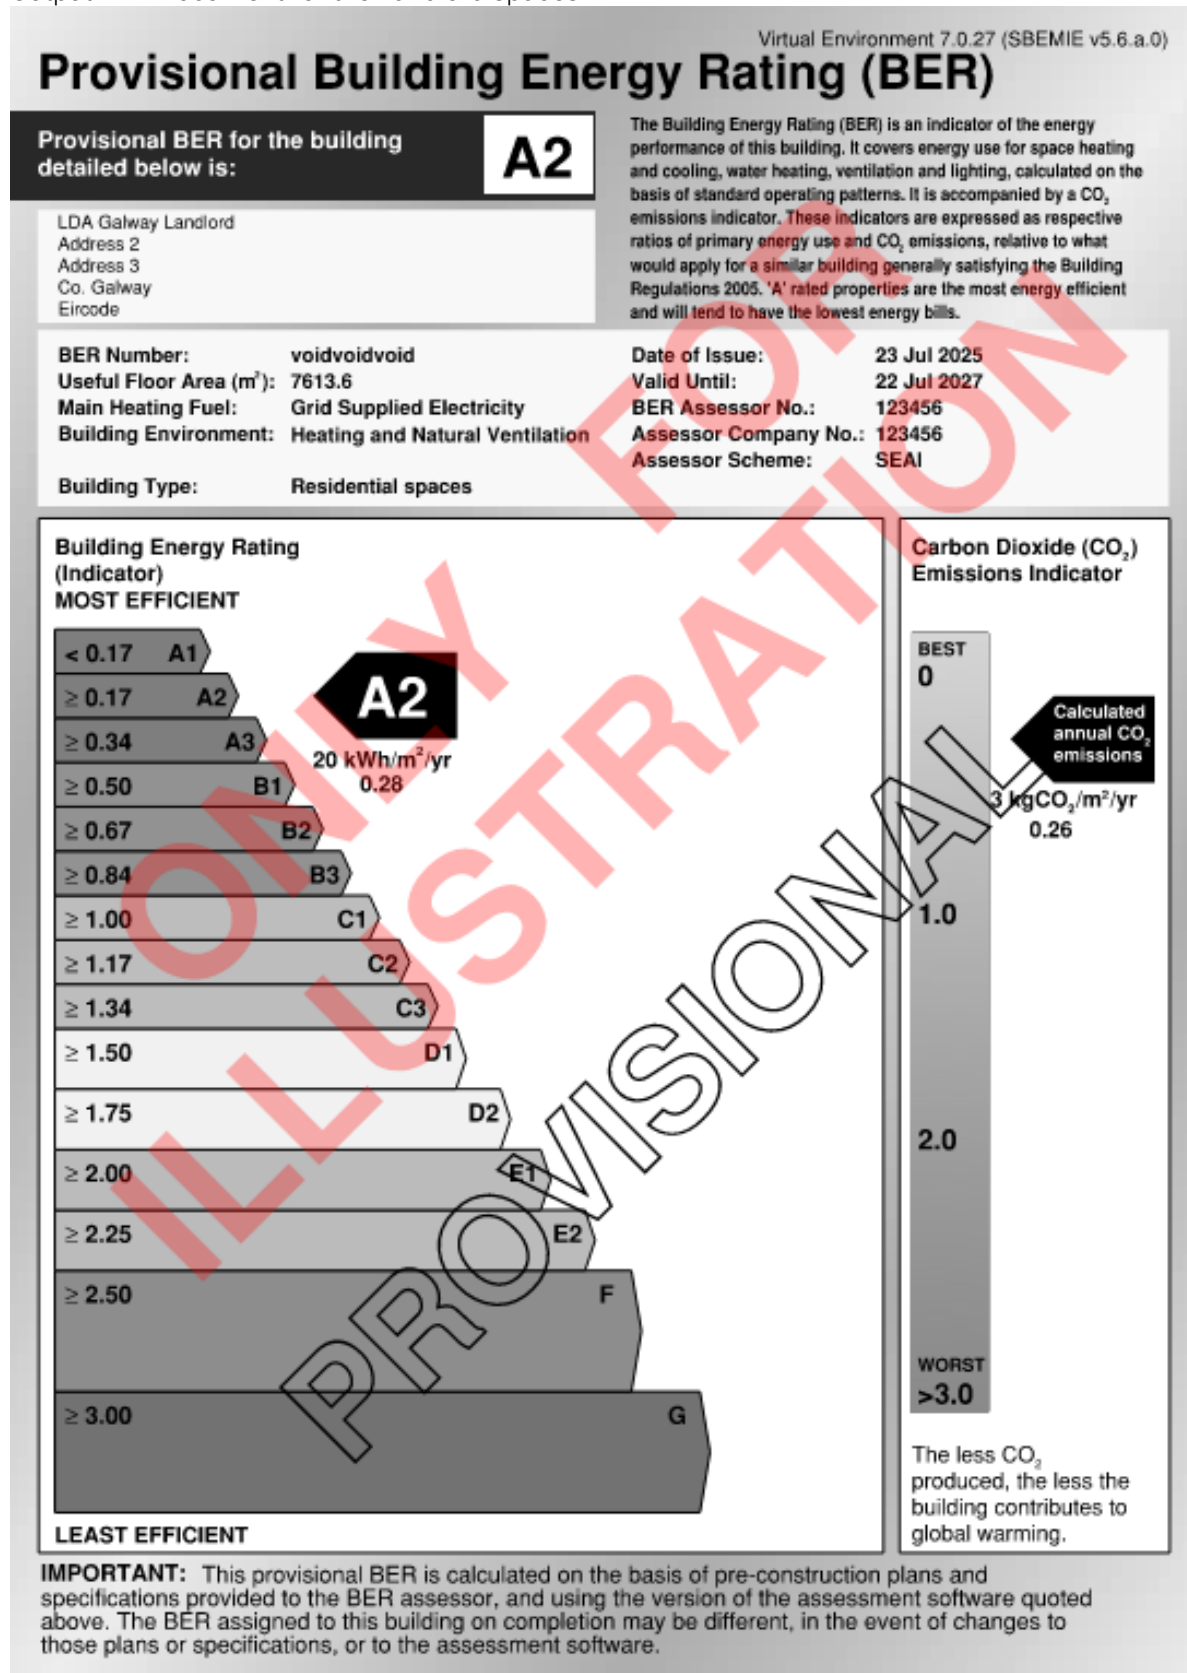 Virtual Environment 7.0.27 (SBEMIE v5.6.a.0)
Provisional Building Energy Rating (BER)
Provisional BER for the building
detailed below is:
A2
The Building Energy Rating (BER) is an indicator of the energy
performance of this building. It covers energy use for space heating
and cooling, water heating, ventilation and lighting, calculated on the
basis of standard operating patterns. It is accompanied by a CO₂
emissions indicator. These indicators are expressed as respective
ratios of primary energy use and CO₂ emissions, relative to what
would apply for a similar building generally satisfying the Building
Regulations 2005. 'A' rated properties are the most energy efficient
and will tend to have the lowest energy bills.
LDA Galway Landlord
Address 2
Address 3
Co. Galway
Eircode
BER Number: voidvoidvoid
Useful Floor Area (m²): 7613.6
Main Heating Fuel: Grid Supplied Electricity
Building Environment: Heating and Natural Ventilation
Building Type: Residential spaces
Date of Issue: 23 Jul 2025
Valid Until: 22 Jul 2027
BER Assessor No.: 123456
Assessor Company No.: 123456
Assessor Scheme: SEAI
Building Energy Rating
(Indicator)
MOST EFFICIENT
< 0.17 A1
≥ 0.17 A2
≥ 0.34 A3
≥ 0.50 B1
≥ 0.67 B2
≥ 0.84 B3
≥ 1.00 C1
≥ 1.17 C2
≥ 1.34 C3
≥ 1.50 D1
≥ 1.75 D2
≥ 2.00 E1
≥ 2.25 E2
≥ 2.50 F
≥ 3.00 G
LEAST EFFICIENT
A2
20 kWh/m²/yr
0.28
Carbon Dioxide (CO₂)
Emissions Indicator
BEST
0
1.0
2.0
WORST
>3.0
Calculated
annual CO₂
emissions
3 kgCO₂/m²/yr
0.26
The less CO₂
produced, the less the
building contributes to
global warming.
ONLY FOR
ILLUSTRATION
PROVISIONAL
IMPORTANT: This provisional BER is calculated on the basis of pre-construction plans and
specifications provided to the BER assessor, and using the version of the assessment software quoted
above. The BER assigned to this building on completion may be different, in the event of changes to
those plans or specifications, or to the assessment software.